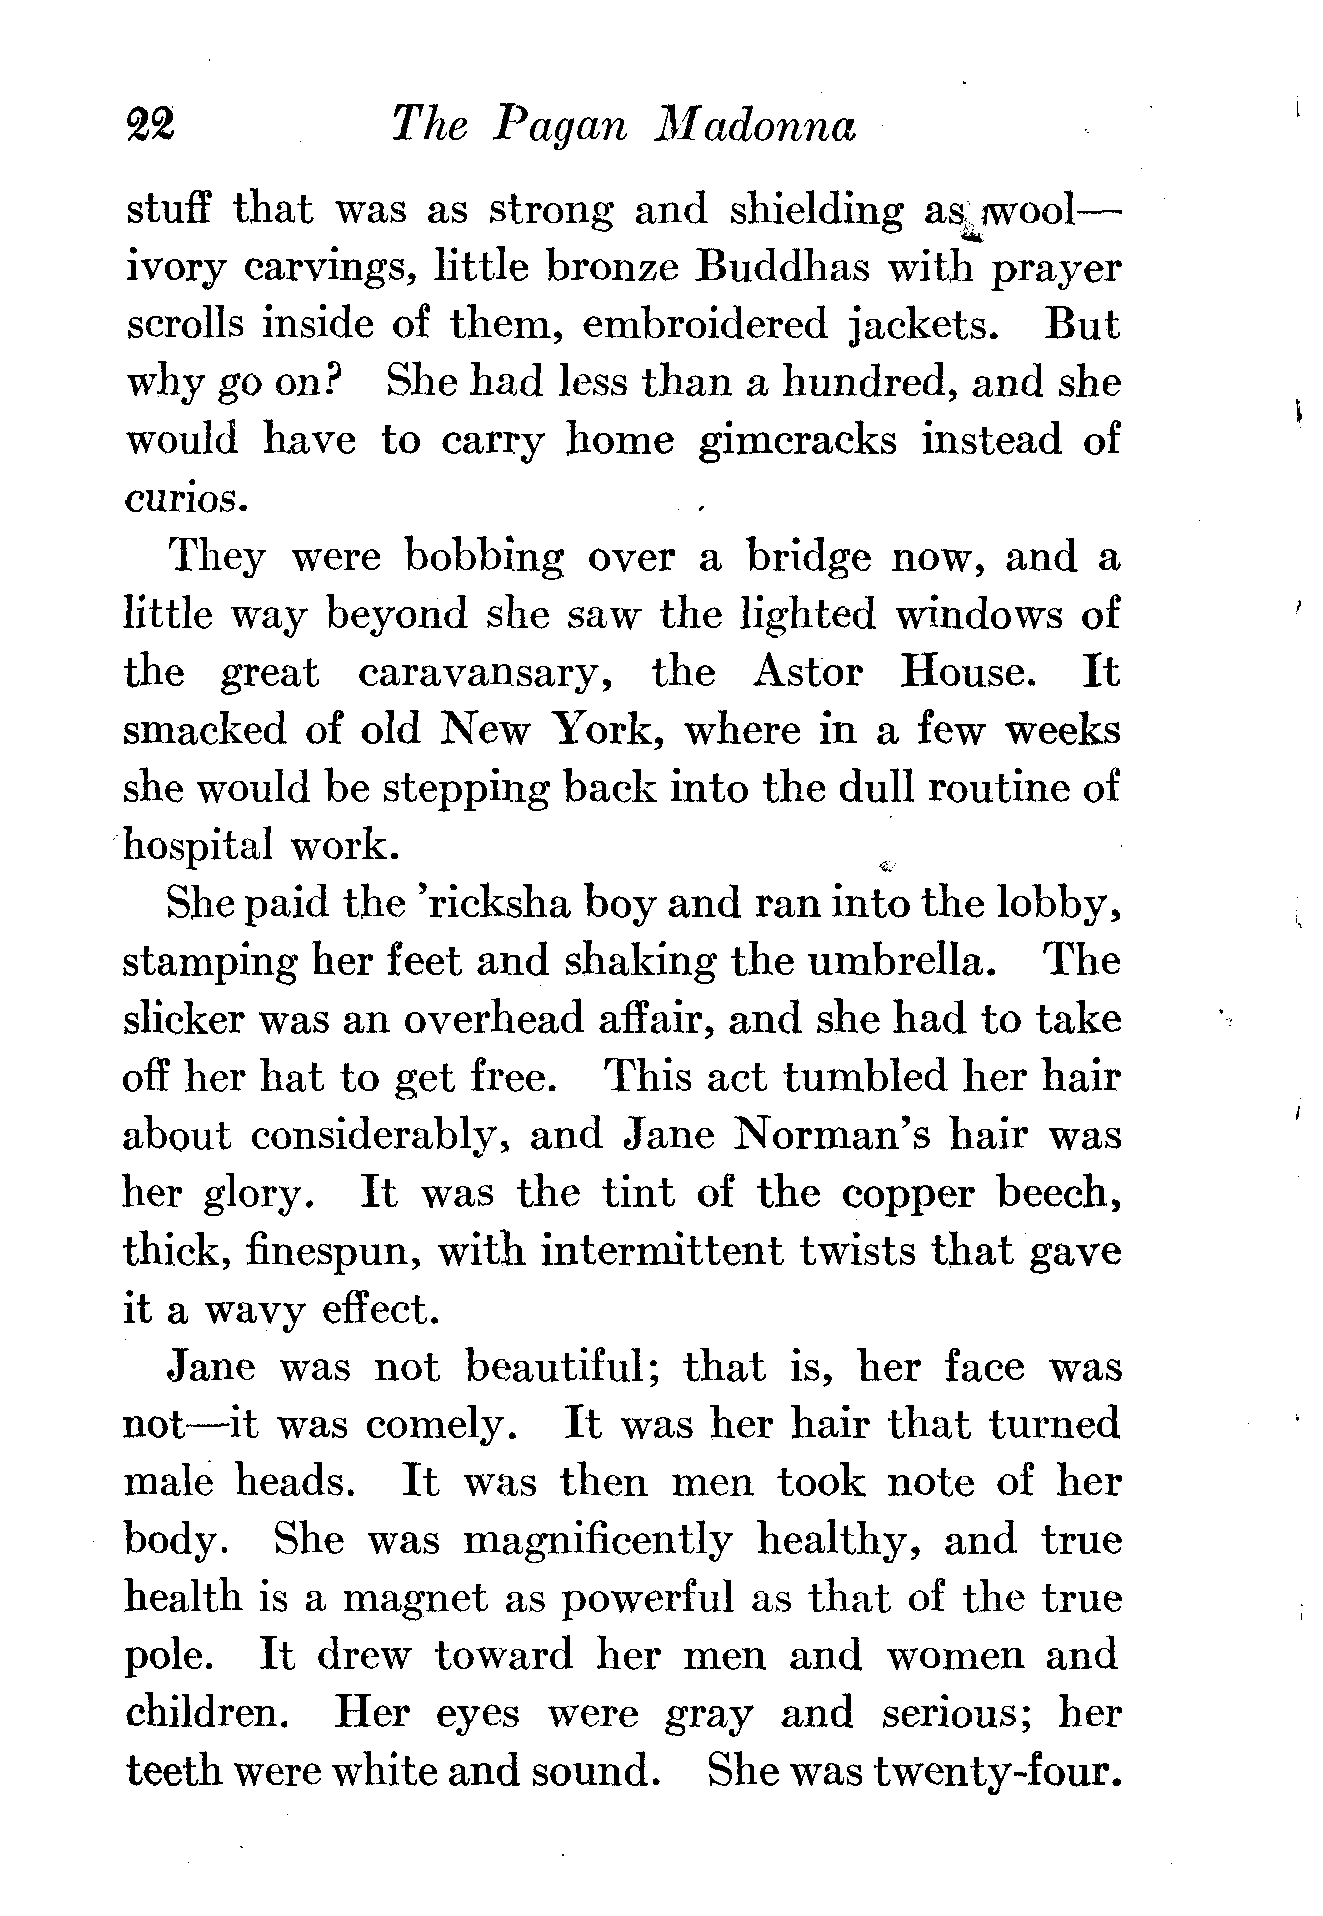 22 The Pagan Madonna
stuff that was as strong and shielding as wool—
ivory carvings, little bronze Buddhas with prayer
scrolls inside of them, embroidered jackets. But
why go on? She had less than a hundred, and she
would have to carry home gimcracks instead of
curios.
They were bobbing over a bridge now, and a
little way beyond she saw the lighted windows of
the great caravansary, the Astor House. It
smacked of old New York, where in a few weeks
she would be stepping back into the dull routine of
hospital work.
She paid the ’ricksha boy and ran into the lobby,
stamping her feet and shaking the umbrella. The
slicker was an overhead affair, and she had to take
off her hat to get free. This act tumbled her hair
about considerably, and Jane Norman’s hair was
her glory. It was the tint of the copper beech,
thick, finespun, with intermittent twists that gave
it a wavy effect.
Jane was not beautiful; that is, her face was
not—it was comely. It was her hair that turned
male heads. It was then men took note of her
body. She was magnificently healthy, and true
health is a magnet as powerful as that of the true
pole. It drew toward her men and women and
children. Her eyes were gray and serious; her
teeth were white and sound. She was twenty-four.